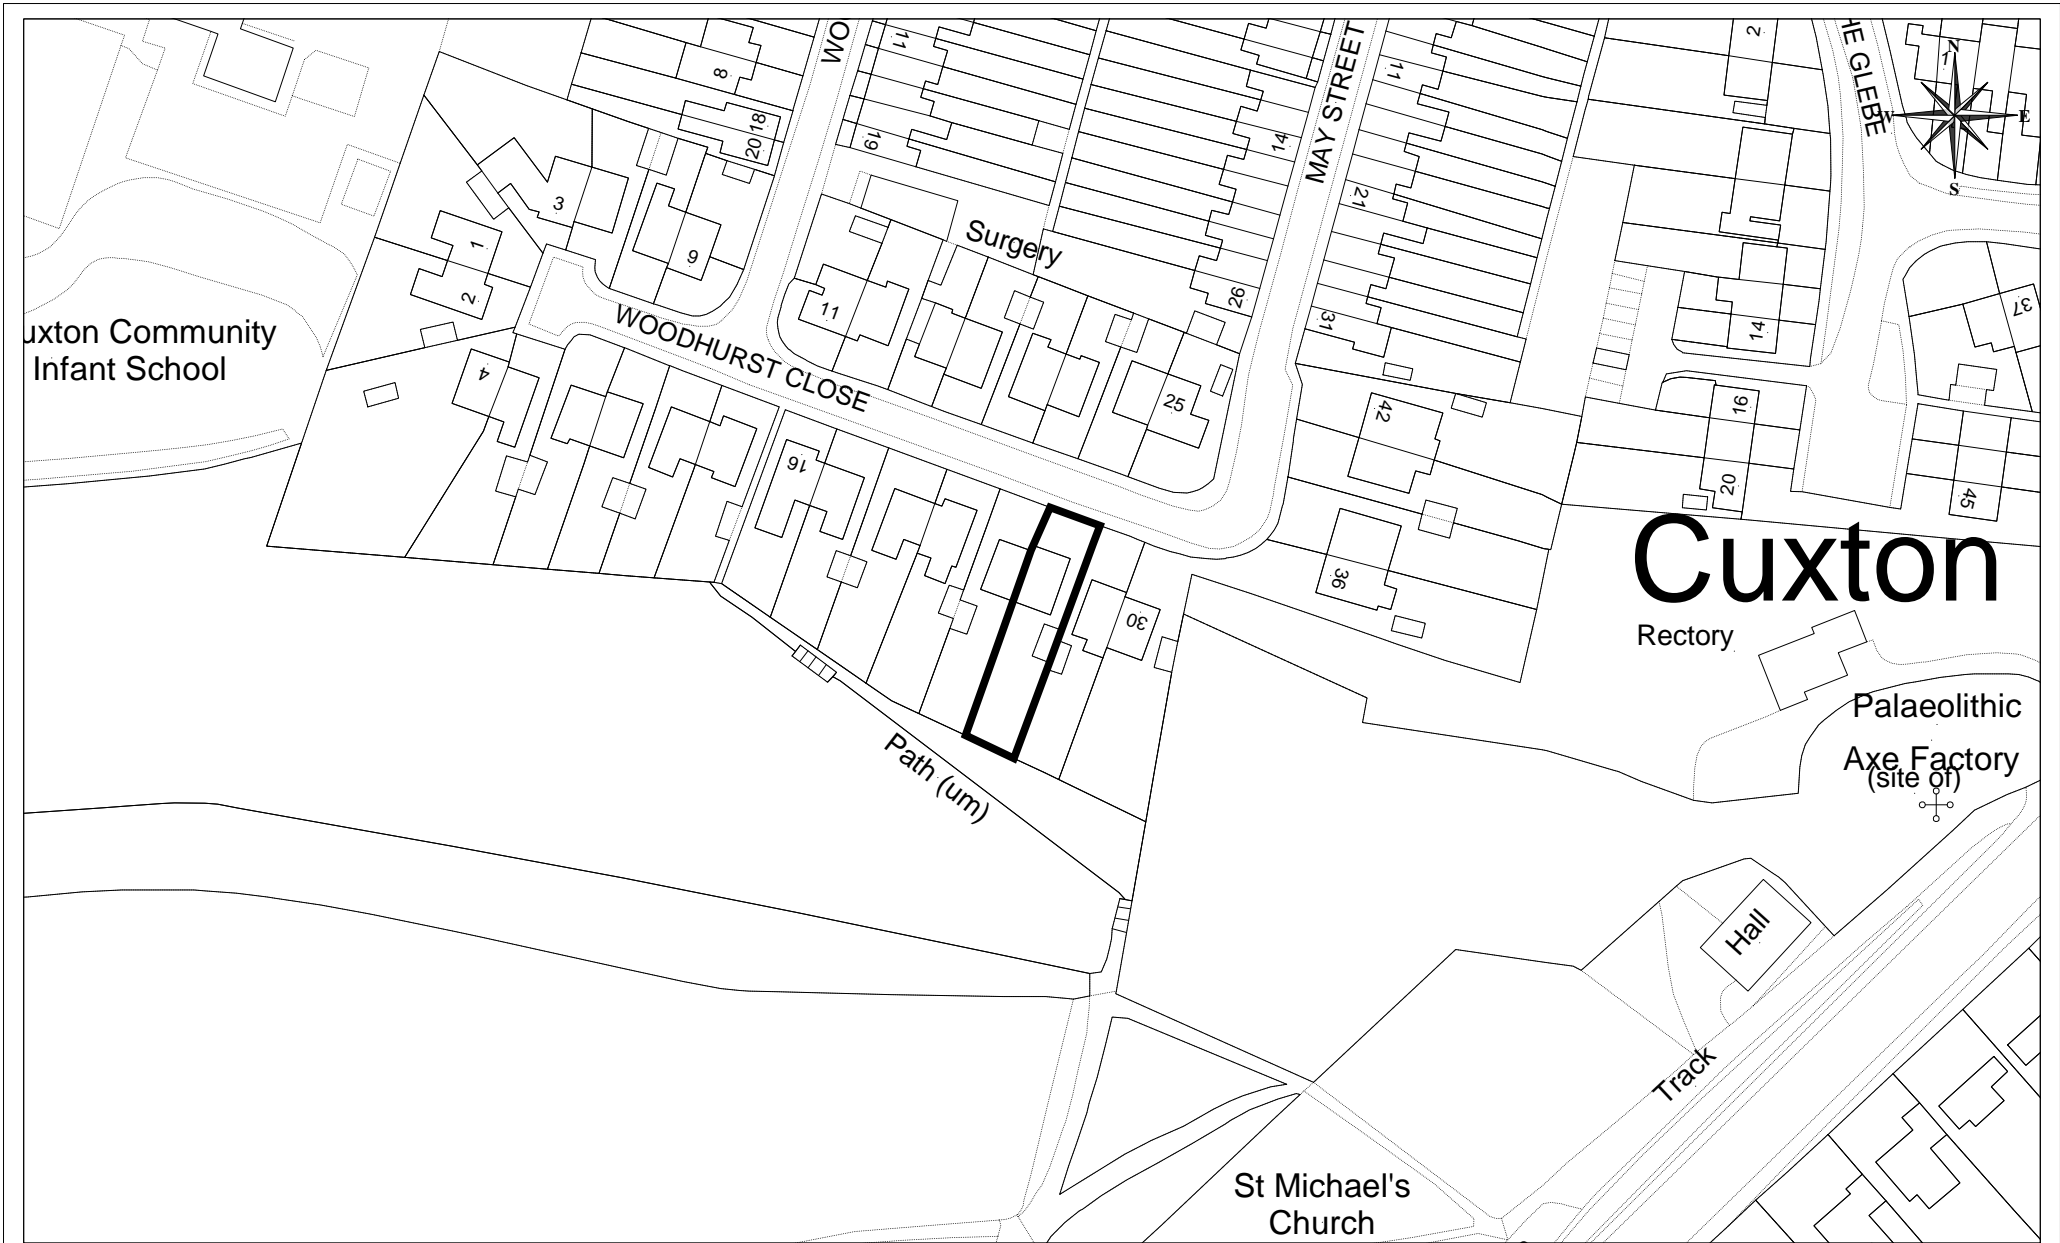 WO
11
MAY STREET
11
2
HE GLEBE
1
N
W
E
S
8
18
20
19
14
3
1
2
9
21
Surgery
11
26
31
14
37
uxton Community
Infant School
WOODHURST CLOSE
4
25
42
16
16
20
45
Cuxton
36
30
Rectory
Palaeolithic
Axe Factory
(site of)
Path (um)
Hall
Track
St Michael's
Church